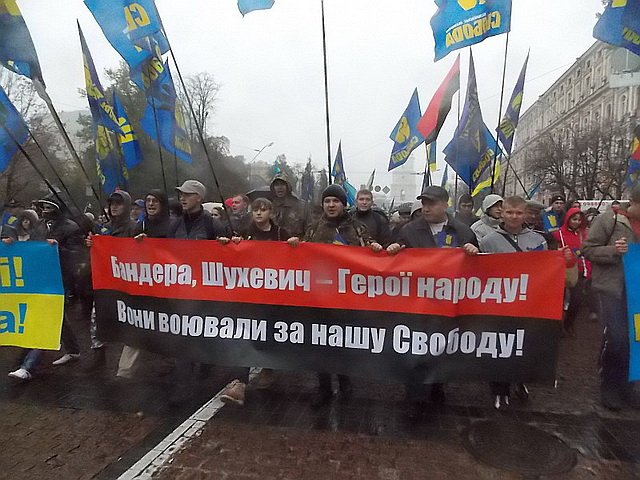 СВОБОДА
Бандера, Шухевич – Герої народу!
Вони воювали за нашу Свободу!
ї!
а!